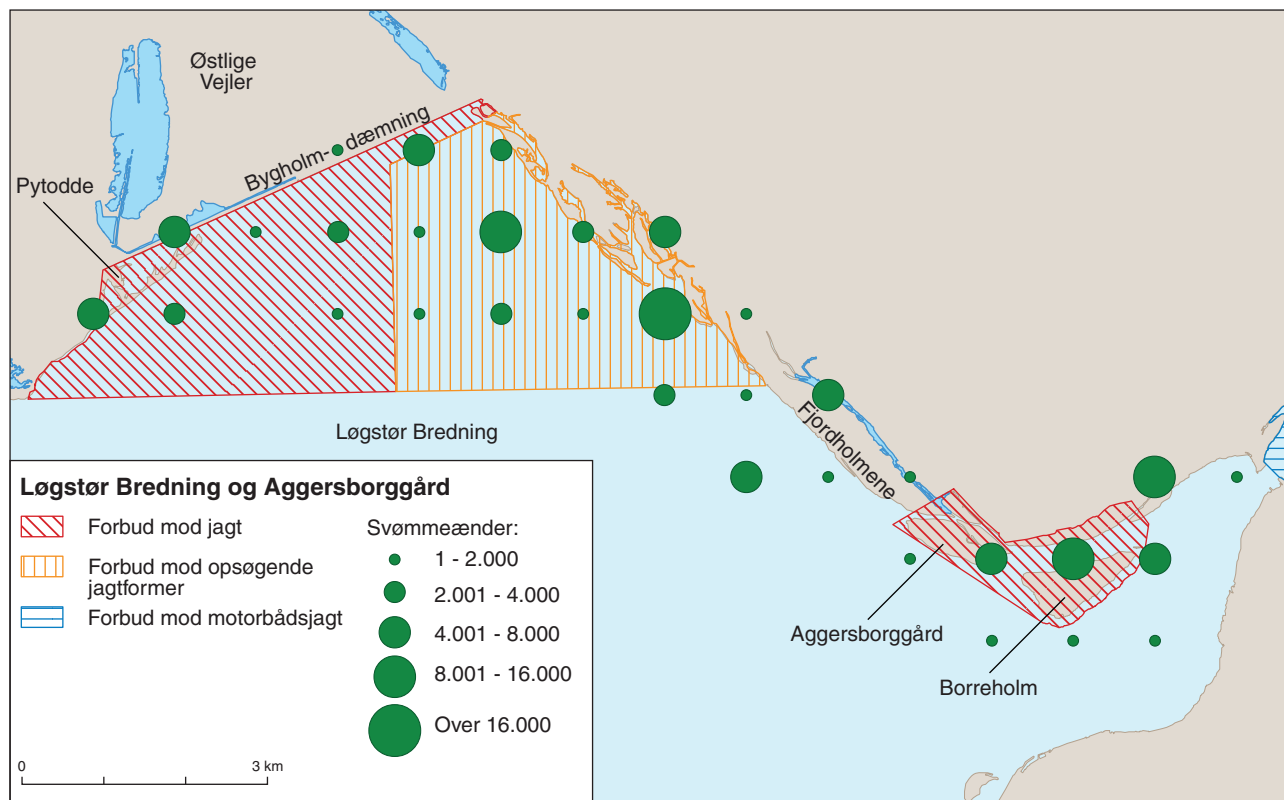 Østlige
Vejler
Bygholm-
dæmning
Pytodde
Løgstør Bredning
Fjordholmene
Aggersborggård
Borreholm
Løgstør Bredning og Aggersborggård
Forbud mod jagt
Forbud mod opsøgende
jagtformer
Forbud mod motorbådsjagt
Svømmeænder:
1 - 2.000
2.001 - 4.000
4.001 - 8.000
8.001 - 16.000
Over 16.000
0 3 km